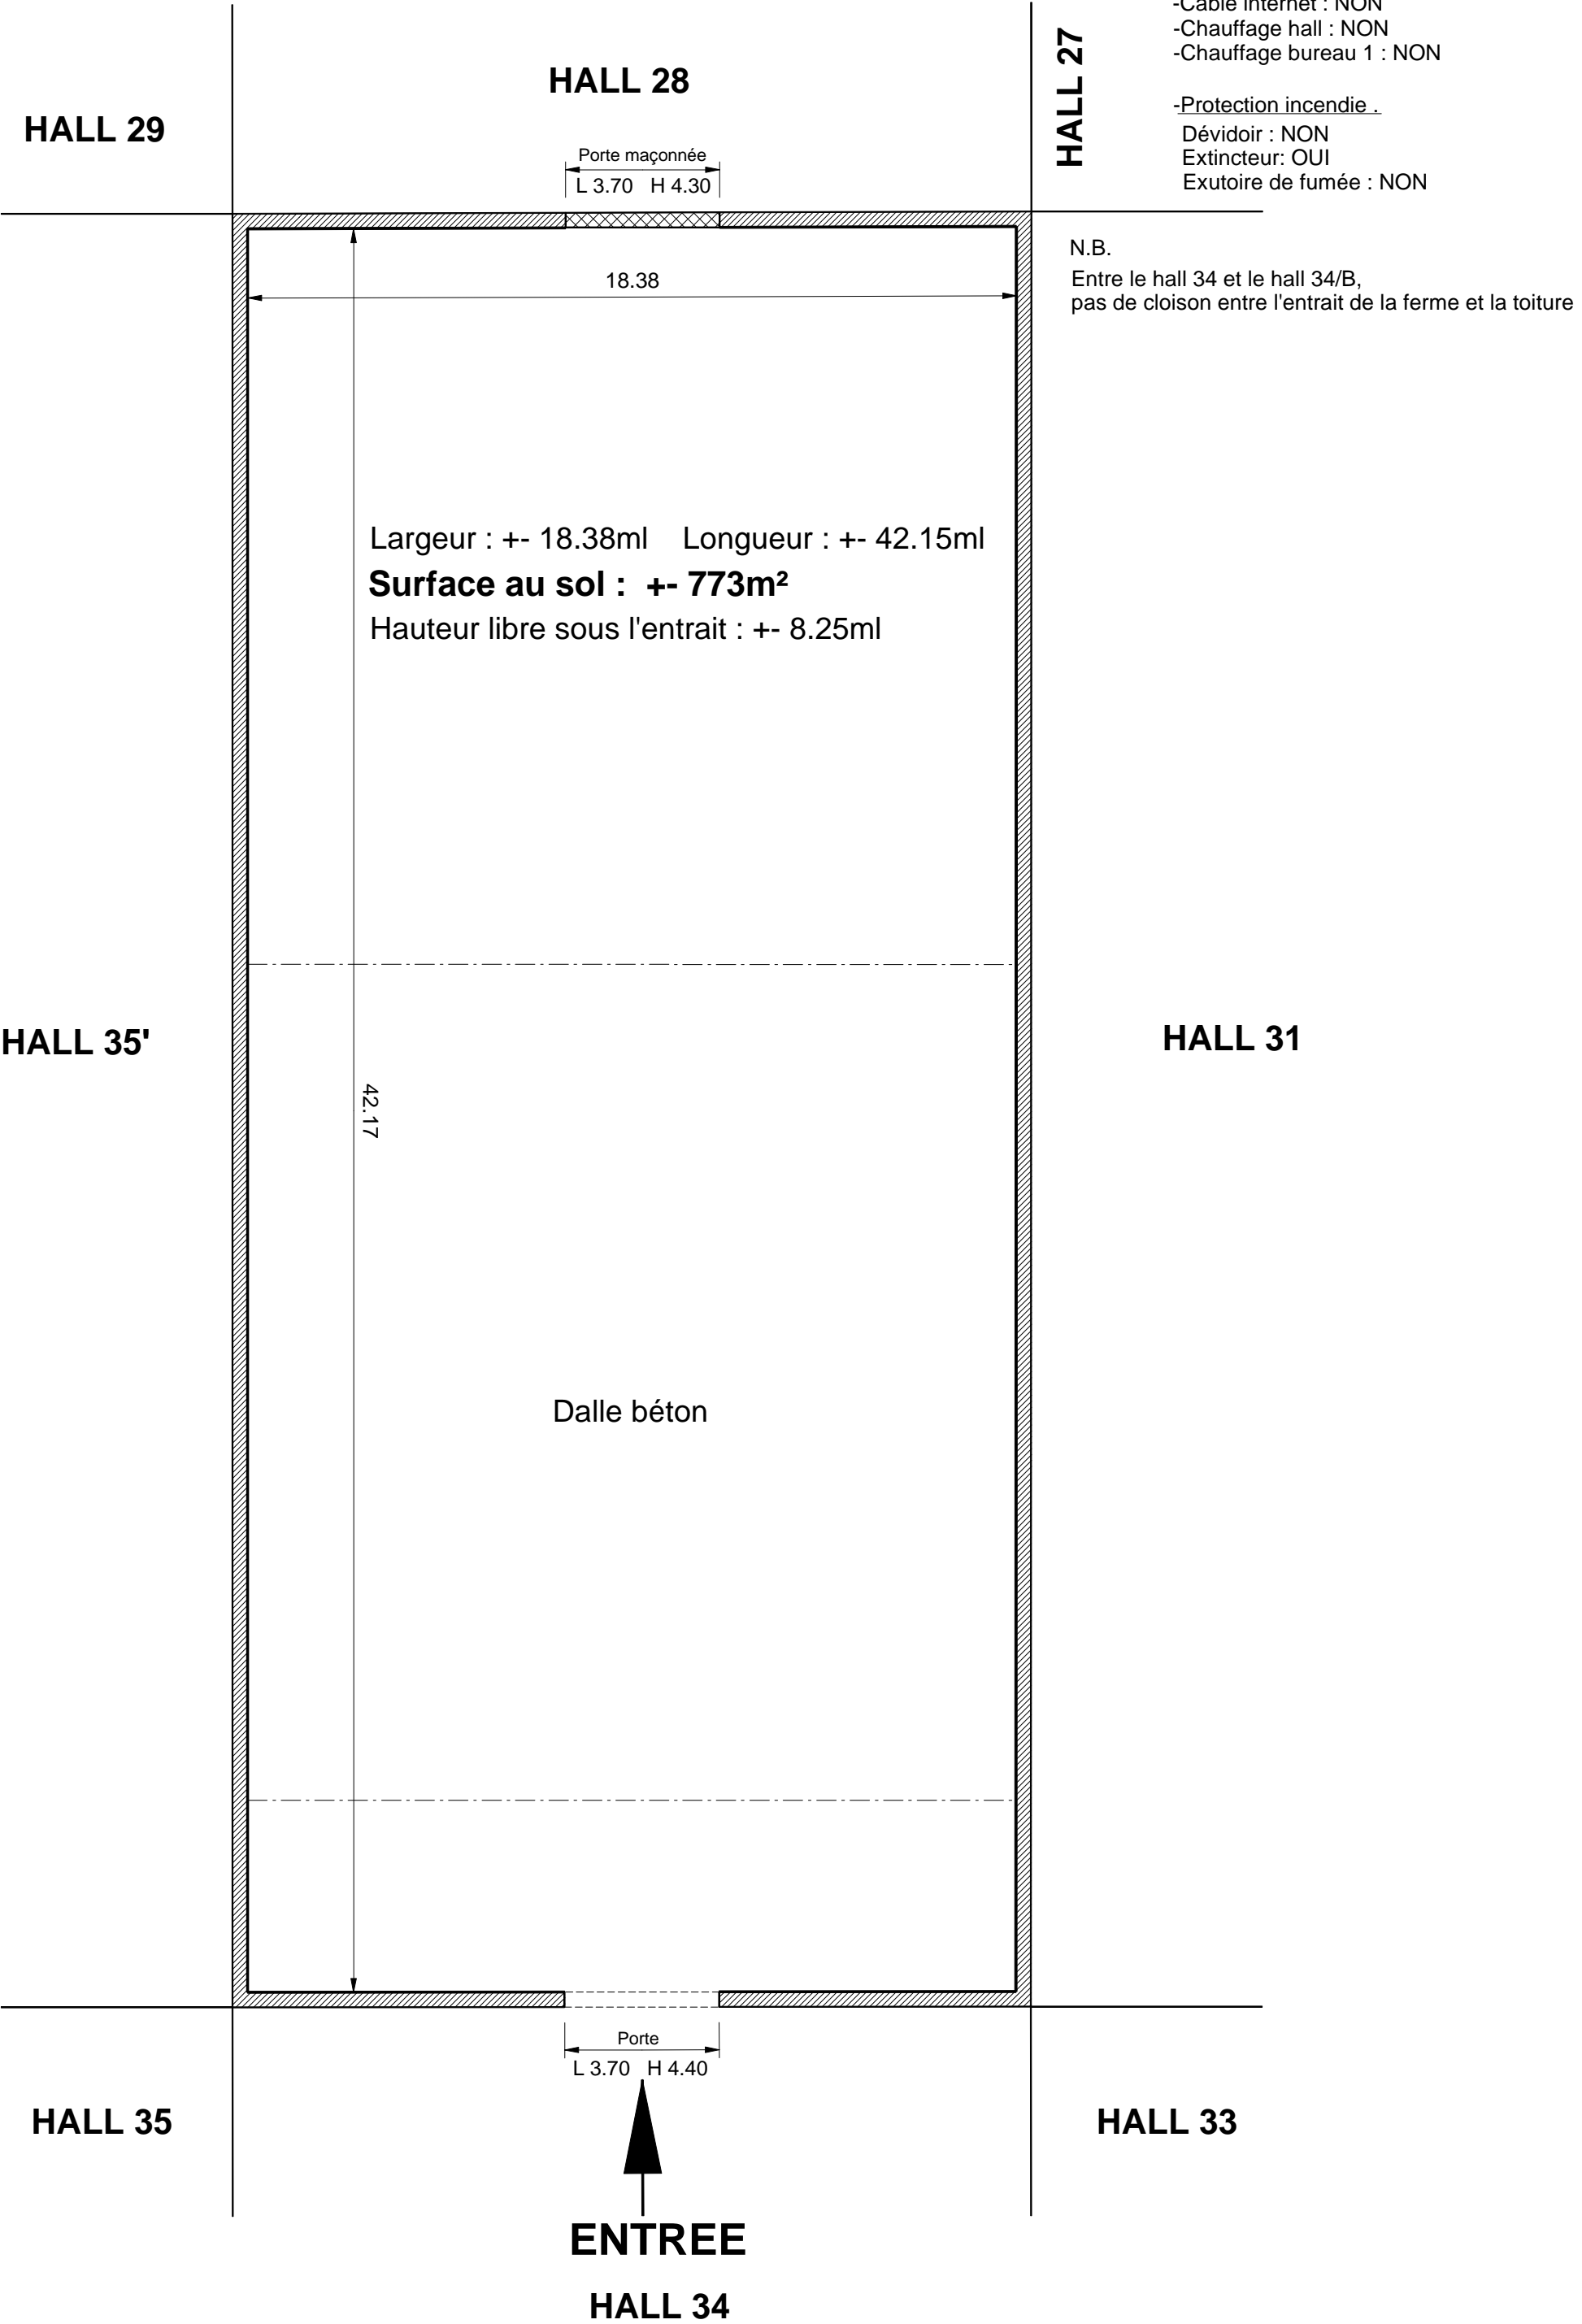 -Cable internet : NON
-Chauffage hall : NON
-Chauffage bureau 1 : NON
HALL 27
HALL 28
HALL 29
-Protection incendie .
Dévidoir : NON
Extincteur: OUI
Exutoire de fumée : NON
Porte maçonnée
L 3.70 H 4.30
N.B.
Entre le hall 34 et le hall 34/B,
pas de cloison entre l'entrait de la ferme et la toiture
18.38
Largeur : +- 18.38ml Longueur : +- 42.15ml
Surface au sol : +- 773m²
Hauteur libre sous l'entrait : +- 8.25ml
HALL 35'
HALL 31
42.17
Dalle béton
Porte
L 3.70 H 4.40
HALL 35
HALL 33
ENTREE
HALL 34